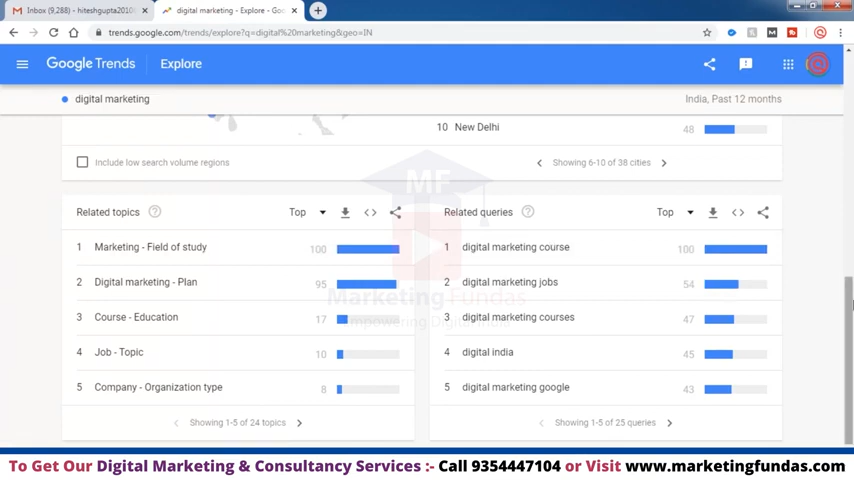 Inbox (9,288) - hiteshgupta2010
digital marketing - Explore - Goo
trends.google.com/trends/explore?q=digital%20marketing&geo=IN
Google Trends Explore
digital marketing India, Past 12 months
10 New Delhi 48
Include low search volume regions Showing 6-10 of 38 cities
MF
Marketing Fundas
Empowering Digital India
Related topics Top
1 Marketing - Field of study 100
2 Digital marketing - Plan 95
3 Course - Education 17
4 Job - Topic 10
5 Company - Organization type 8
Showing 1-5 of 24 topics
Related queries Top
1 digital marketing course 100
2 digital marketing jobs 54
3 digital marketing courses 47
4 digital india 45
5 digital marketing google 43
Showing 1-5 of 25 queries
To Get Our Digital Marketing & Consultancy Services :- Call 9354447104 or Visit www.marketingfundas.com